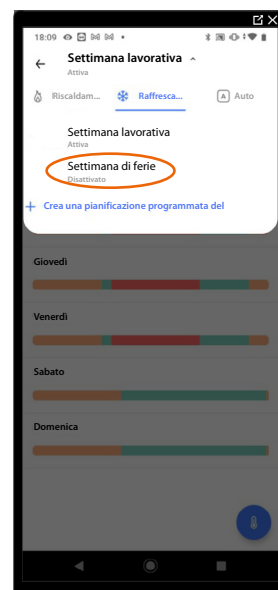 18:09
Settimana lavorativa
Attiva
Riscaldam... Raffresca... A Auto
Settimana lavorativa
Attiva
Settimana di ferie
Disattivato
+ Crea una pianificazione programmata del
Giovedì
Venerdì
Sabato
Domenica